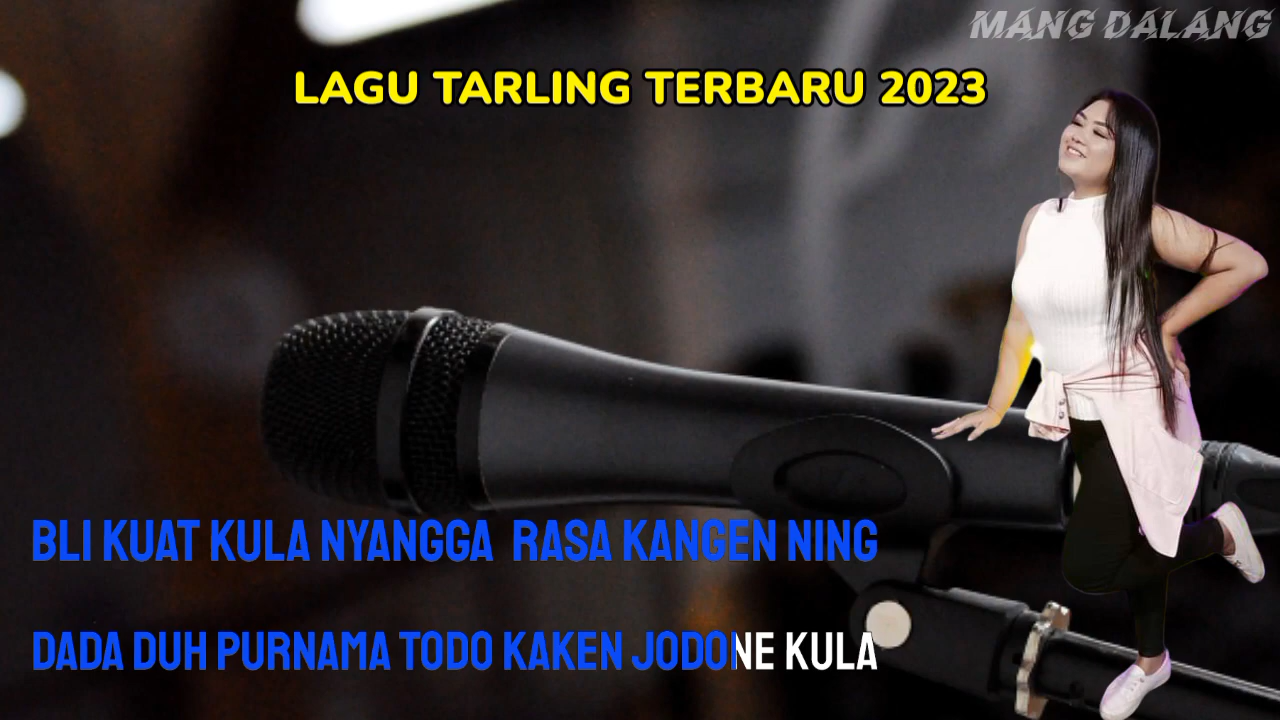 MANG DALANG
LAGU TARLING TERBARU 2023
BLI KUAT KULA NYANGGA RASA KANGEN NING
DADA DUH PURNAMA TODO KAKEN JODONE KULA